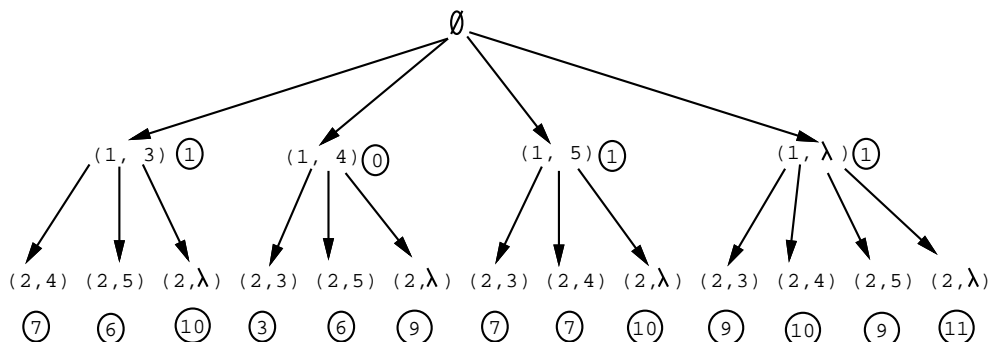 Ø
(1, 3) 1 (1, 4) 0 (1, 5) 1 (1, λ ) 1
(2,4) (2,5) (2,λ) (2,3) (2,5) (2,λ) (2,3) (2,4) (2,λ) (2,3) (2,4) (2,5) (2,λ)
7 6 10 3 6 9 7 7 10 9 10 9 11